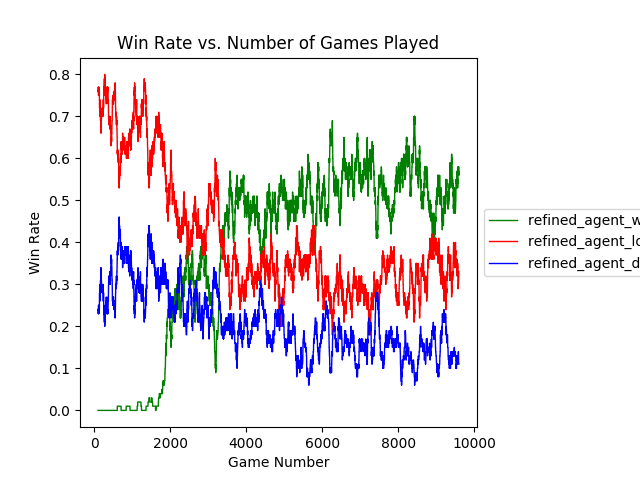 Win Rate vs. Number of Games Played
0.8
0.7
0.6
0.5
0.4
0.3
0.2
0.1
0.0
Win Rate
0
2000
4000
6000
8000
10000
Game Number
refined_agent_w
refined_agent_lo
refined_agent_d